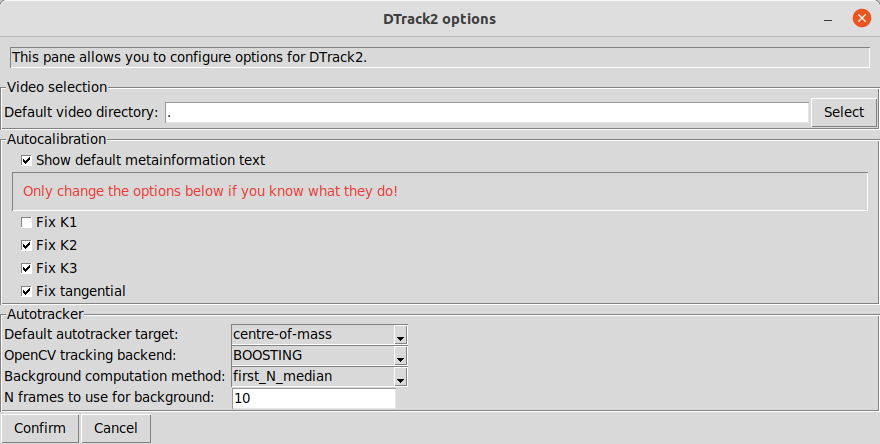 DTrack2 options
This pane allows you to configure options for DTrack2.
Video selection
Default video directory: . Select
Autocalibration
Show default metainformation text
Only change the options below if you know what they do!
Fix K1
Fix K2
Fix K3
Fix tangential
Autotracker
Default autotracker target: centre-of-mass
OpenCV tracking backend: BOOSTING
Background computation method: first_N_median
N frames to use for background: 10
Confirm Cancel